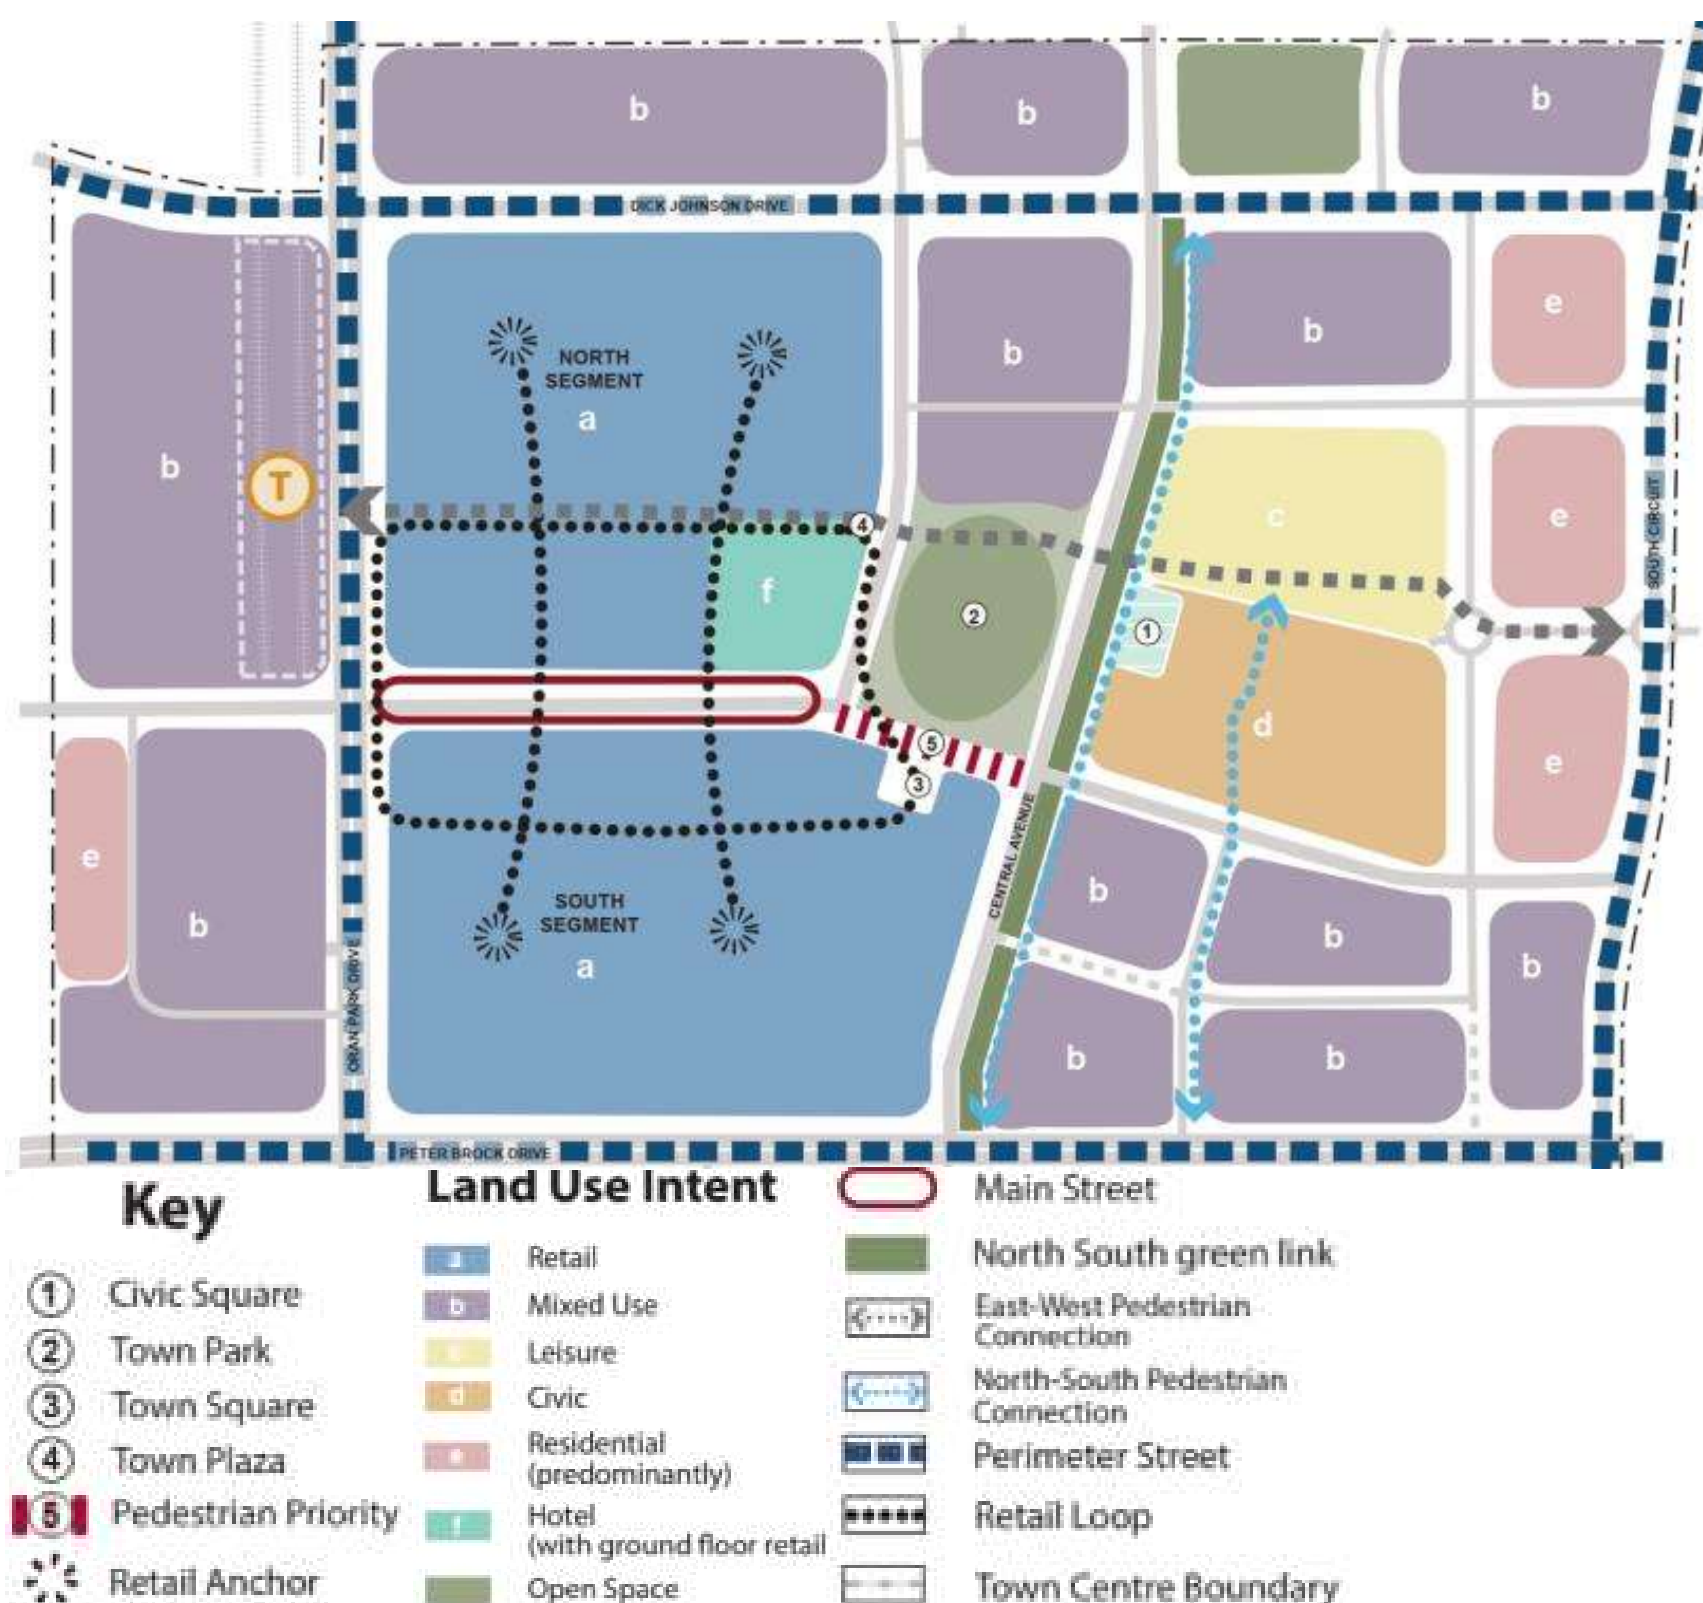 b
b
b
DICK JOHNSON DRIVE
NORTH
SEGMENT
a
b
b
e
b
T
4
c
e
SOUTH CIRCUIT
f
2
1
d
5
3
e
e
b
CENTRAL AVENUE
SOUTH
SEGMENT
a
b
b
b
ORAN PARK DRIVE
b
b
PETER BROCK DRIVE
Key
1 Civic Square
2 Town Park
3 Town Square
4 Town Plaza
5 Pedestrian Priority
Retail Anchor
Land Use Intent
a Retail
b Mixed Use
c Leisure
d Civic
e Residential
(predominantly)
f Hotel
(with ground floor retail
Open Space
Main Street
North South green link
East-West Pedestrian
Connection
North-South Pedestrian
Connection
Perimeter Street
Retail Loop
Town Centre Boundary